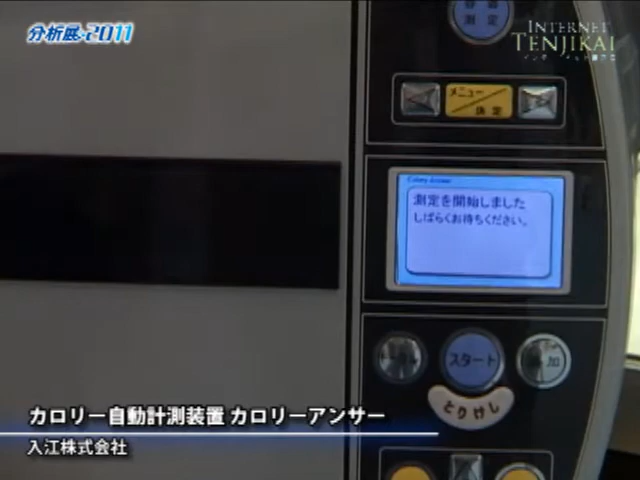 分析展2011
INTERNET
TENJIKAI
測定
メニュー
決定
Calory Answer
測定を開始しました
しばらくお待ちください。
スタート
とりけし
カロリー自動計測装置 カロリーアンサー
入江株式会社